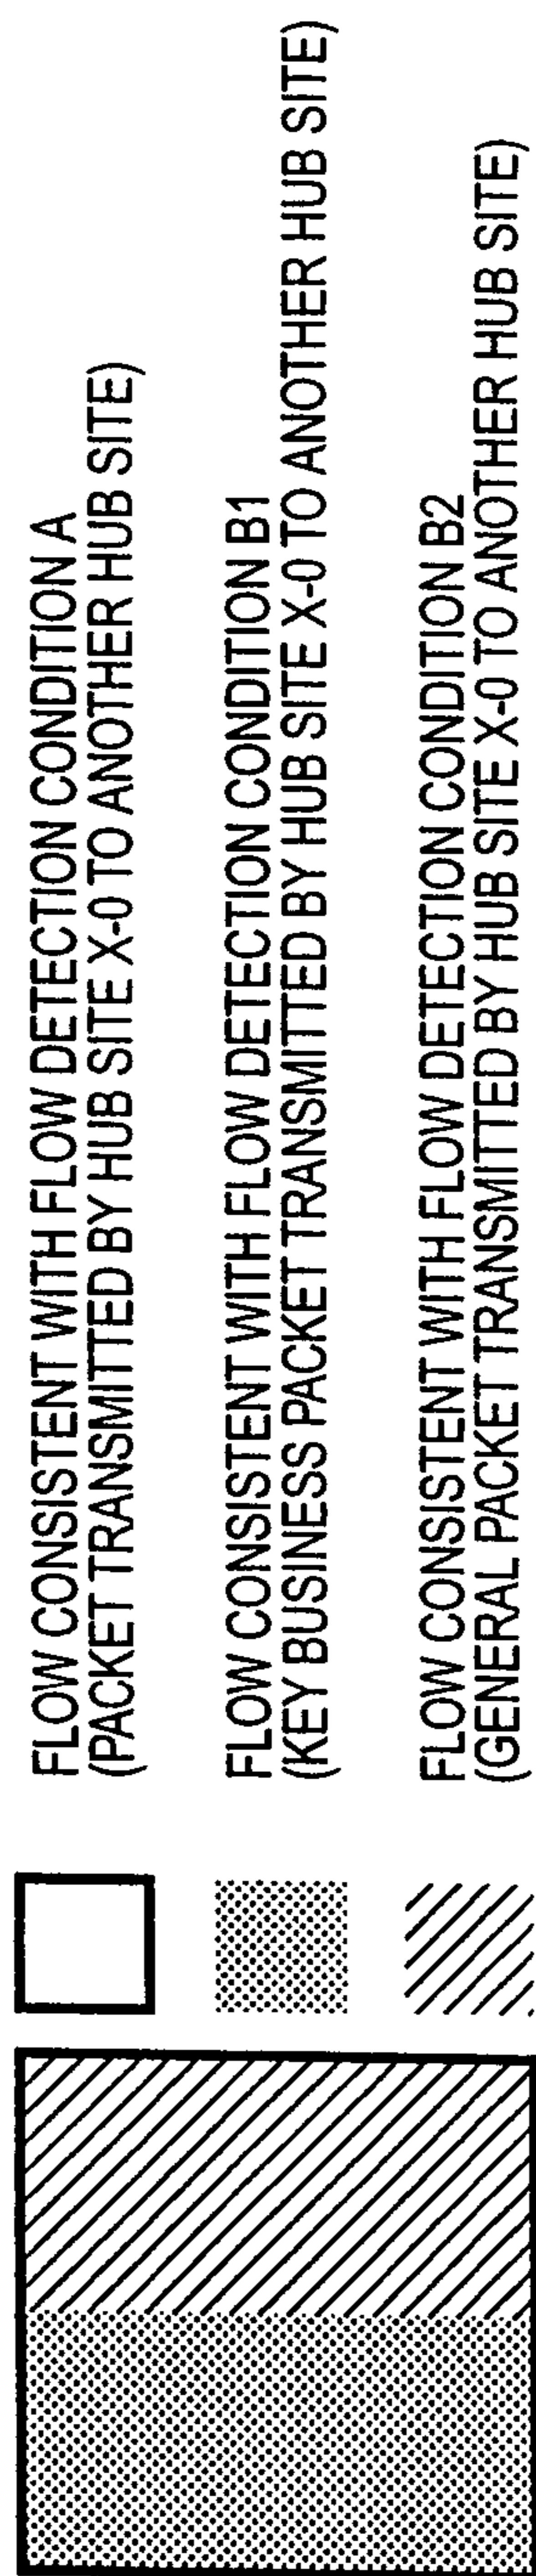 FLOW CONSISTENT WITH FLOW DETECTION CONDITION A
(PACKET TRANSMITTED BY HUB SITE X-0 TO ANOTHER HUB SITE)
FLOW CONSISTENT WITH FLOW DETECTION CONDITION B1
(KEY BUSINESS PACKET TRANSMITTED BY HUB SITE X-0 TO ANOTHER HUB SITE)
FLOW CONSISTENT WITH FLOW DETECTION CONDITION B2
(GENERAL PACKET TRANSMITTED BY HUB SITE X-0 TO ANOTHER HUB SITE)